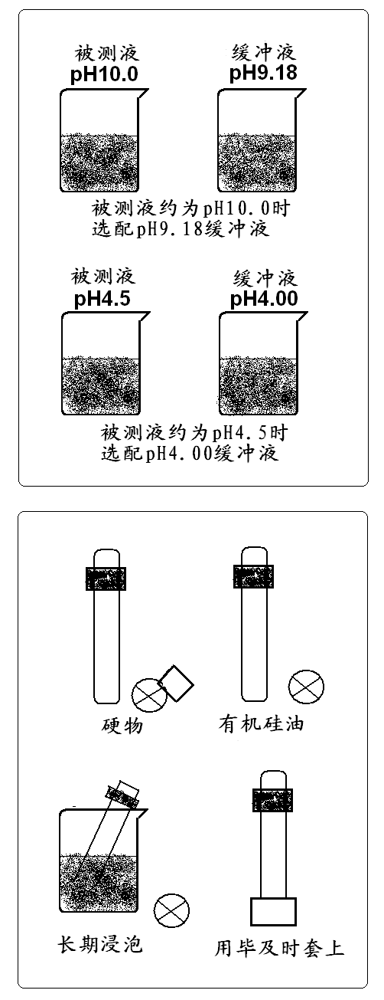 被测液 缓冲液
pH10.0 pH9.18
被测液约为pH10.0时
选配pH9.18缓冲液
被测液 缓冲液
pH4.5 pH4.00
被测液约为pH4.5时
选配pH4.00缓冲液
硬物 有机硅油
长期浸泡 用毕及时套上